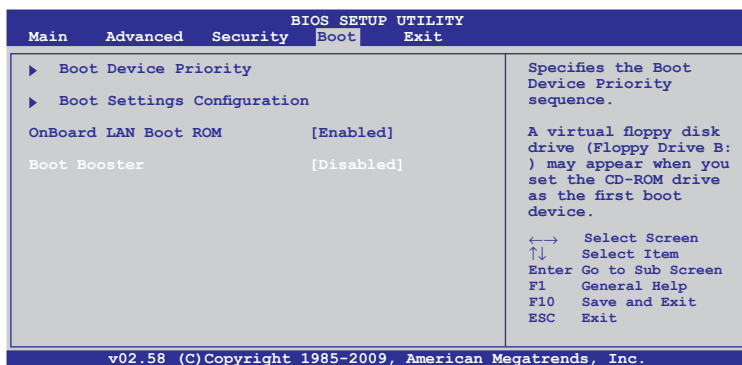 BIOS SETUP UTILITY
Main Advanced Security Boot Exit
▶ Boot Device Priority
▶ Boot Settings Configuration
OnBoard LAN Boot ROM [Enabled]
Boot Booster [Disabled]
Specifies the Boot
Device Priority
sequence.
A virtual floppy disk
drive (Floppy Drive B:
) may appear when you
set the CD-ROM drive
as the first boot
device.
←→ Select Screen
↑↓ Select Item
Enter Go to Sub Screen
F1 General Help
F10 Save and Exit
ESC Exit
v02.58 (C)Copyright 1985-2009, American Megatrends, Inc.